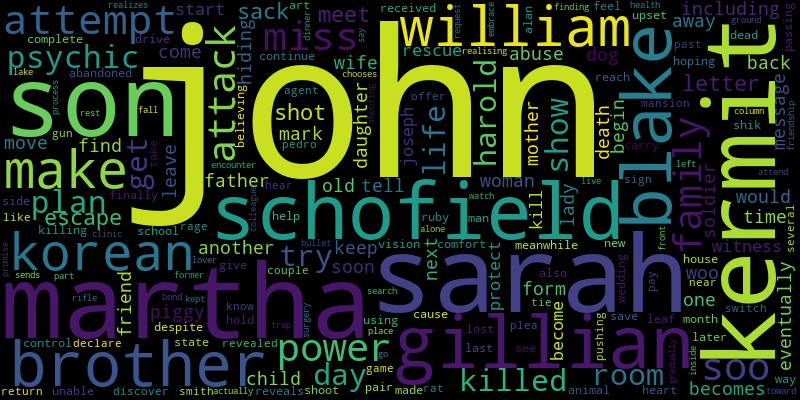 realizes
art
attempt
sack
meet
william
received
embrace
request
finding
health
start
dinner
say
alan
feel
upset
ground
passing
complete
drive
miss
away
including
psychic
hiding
come
continue
rescue
realising
dog
past
dead
lake
abandoned
wife
abuse
reach
hoping
back
son
john
attack
believing
blake
kermit
process
rest
fall
agent
offer
chooses
animal
letter
mansion
message
friendship
gun
shot
mark
daughter
joseph
life
harold
mother
show
death
begin
family
soldier
column
shik
move
find
get
take
leave
pedro
shooting
encounter
make
finally
father
hear
old
tell
woman
lady
kill
live
sign
carry
left
attend
would
time
several
side
plan
rage
colleague
schofield
like
escape
killing
clinic
school
help
ruby
man
watch
alone
front
witness
korean
another
try
keep
vision
comfort
meanwhile
new
house
woo
near
eventually
promise
sends
part
lover
former
give
couple
soon
next
protect
also
wedding
pay
one
martha
sarah
friend
rifle
bond
kept
know
hold
bullet
search
using
place
form
tie
save
leaf
month
switch
piggy
despite
surgery
trap
go
cause
lost
plea
become
pushing
later
inside
control
declare
state
revealed
power
game
last
see
gillian
gradually
soo
way
brother
child
day
pair
killed
room
becomes
toward
return
unable
discover
smith
actually
reveals
shoot
made
rat
animal
heart